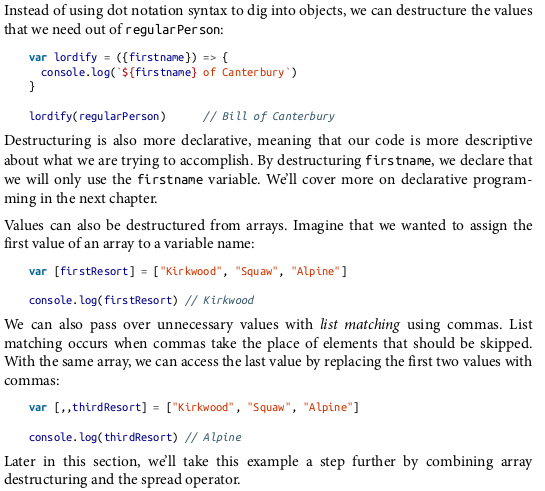 Instead of using dot notation syntax to dig into objects, we can destructure the values
that we need out of regularPerson:
var lordify = ({firstname}) => {
  console.log(`${firstname} of Canterbury`)
}
lordify(regularPerson)      // Bill of Canterbury
Destructuring is also more declarative, meaning that our code is more descriptive
about what we are trying to accomplish. By destructuring firstname, we declare that
we will only use the firstname variable. We’ll cover more on declarative program-
ming in the next chapter.
Values can also be destructured from arrays. Imagine that we wanted to assign the
first value of an array to a variable name:
var [firstResort] = ["Kirkwood", "Squaw", "Alpine"]
console.log(firstResort) // Kirkwood
We can also pass over unnecessary values with list matching using commas. List
matching occurs when commas take the place of elements that should be skipped.
With the same array, we can access the last value by replacing the first two values with
commas:
var [,,thirdResort] = ["Kirkwood", "Squaw", "Alpine"]
console.log(thirdResort) // Alpine
Later in this section, we’ll take this example a step further by combining array
destructuring and the spread operator.